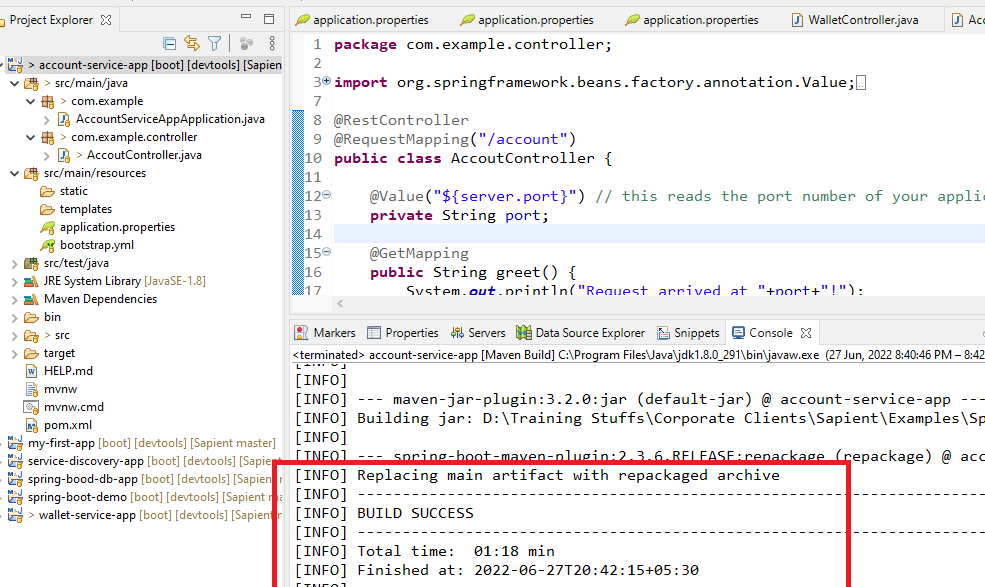 Project Explorer
account-service-app [boot] [devtools] [Sapien
> src/main/java
> com.example
AccountServiceAppApplication.java
> com.example.controller
> AccoutController.java
src/main/resources
static
templates
application.properties
bootstrap.yml
src/test/java
JRE System Library [JavaSE-1.8]
Maven Dependencies
bin
> src
target
HELP.md
mvnw
mvnw.cmd
pom.xml
my-first-app [boot] [devtools] [Sapient master]
service-discovery-app [boot] [devtools] [Sapien
spring-bood-db-app [boot] [devtools] [Sapient
spring-boot-demo [boot] [devtools] [Sapient ma
> wallet-service-app [boot] [devtools] [Sapient
application.properties application.properties application.properties WalletController.java Acc
1 package com.example.controller;
2
3 import org.springframework.beans.factory.annotation.Value;
7
8 @RestController
9 @RequestMapping("/account")
10 public class AccoutController {
11
12 @Value("${server.port}") // this reads the port number of your applic
13 private String port;
14
15 @GetMapping
16 public String greet() {
17 System.out.println("Request arrived at "+port+"!");
Markers Properties Servers Data Source Explorer Snippets Console
<terminated> account-service-app [Maven Build] C:\Program Files\Java\jdk1.8.0_291\bin\javaw.exe (27 Jun, 2022 8:40:46 PM – 8:42
[INFO]
[INFO]
[INFO] --- maven-jar-plugin:3.2.0:jar (default-jar) @ account-service-app ---
[INFO] Building jar: D:\Training Stuffs\Corporate Clients\Sapient\Examples\Sp
[INFO]
[INFO] --- spring-boot-maven-plugin:2.3.6.RELEASE:repackage (repackage) @ acc
[INFO] Replacing main artifact with repackaged archive
[INFO] ------------------------------------------------------------------------
[INFO] BUILD SUCCESS
[INFO] ------------------------------------------------------------------------
[INFO] Total time:  01:18 min
[INFO] Finished at: 2022-06-27T20:42:15+05:30
[INFO]